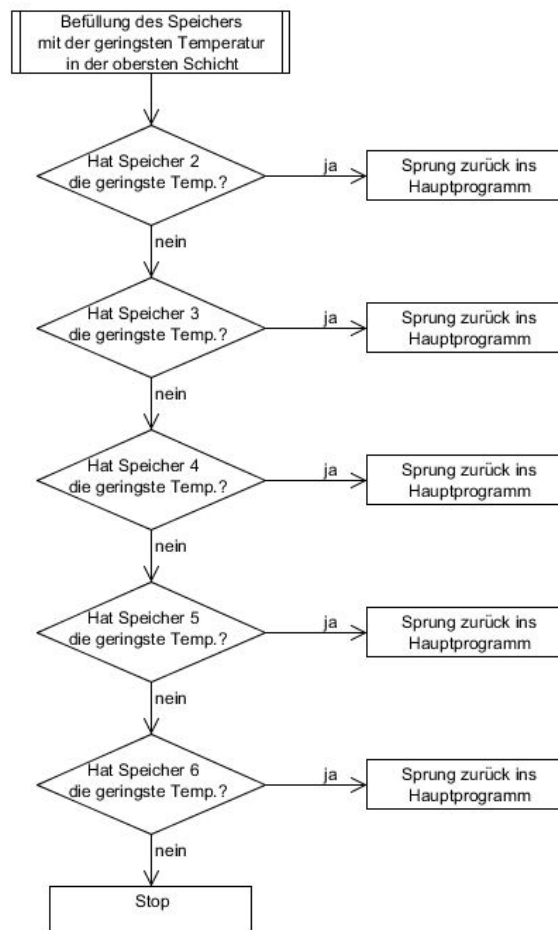 Befüllung des Speichers
mit der geringsten Temperatur
in der obersten Schicht
Hat Speicher 2
die geringste Temp.?
ja
Sprung zurück ins
Hauptprogramm
nein
Hat Speicher 3
die geringste Temp.?
ja
Sprung zurück ins
Hauptprogramm
nein
Hat Speicher 4
die geringste Temp.?
ja
Sprung zurück ins
Hauptprogramm
nein
Hat Speicher 5
die geringste Temp.?
ja
Sprung zurück ins
Hauptprogramm
nein
Hat Speicher 6
die geringste Temp.?
ja
Sprung zurück ins
Hauptprogramm
nein
Stop